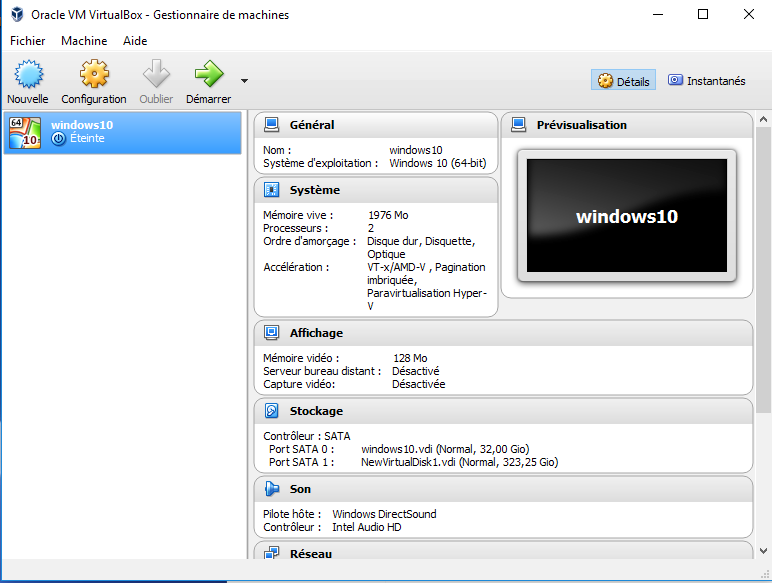 Oracle VM VirtualBox - Gestionnaire de machines
Fichier Machine Aide
Nouvelle Configuration Oublier Démarrer
Détails Instantanés
64
10
windows10
Éteinte
Général
Nom : windows10
Système d'exploitation : Windows 10 (64-bit)
Prévisualisation
windows10
Système
Mémoire vive : 1976 Mo
Processeurs : 2
Ordre d'amorçage : Disque dur, Disquette,
Optique
Accélération : VT-x/AMD-V , Pagination
imbriquée,
Paravirtualisation Hyper-
V
Affichage
Mémoire vidéo : 128 Mo
Serveur bureau distant : Désactivé
Capture vidéo: Désactivée
Stockage
Contrôleur : SATA
Port SATA 0 : windows10.vdi (Normal, 32,00 Gio)
Port SATA 1 : NewVirtualDisk1.vdi (Normal, 323,25 Gio)
Son
Pilote hôte : Windows DirectSound
Contrôleur : Intel Audio HD
Réseau